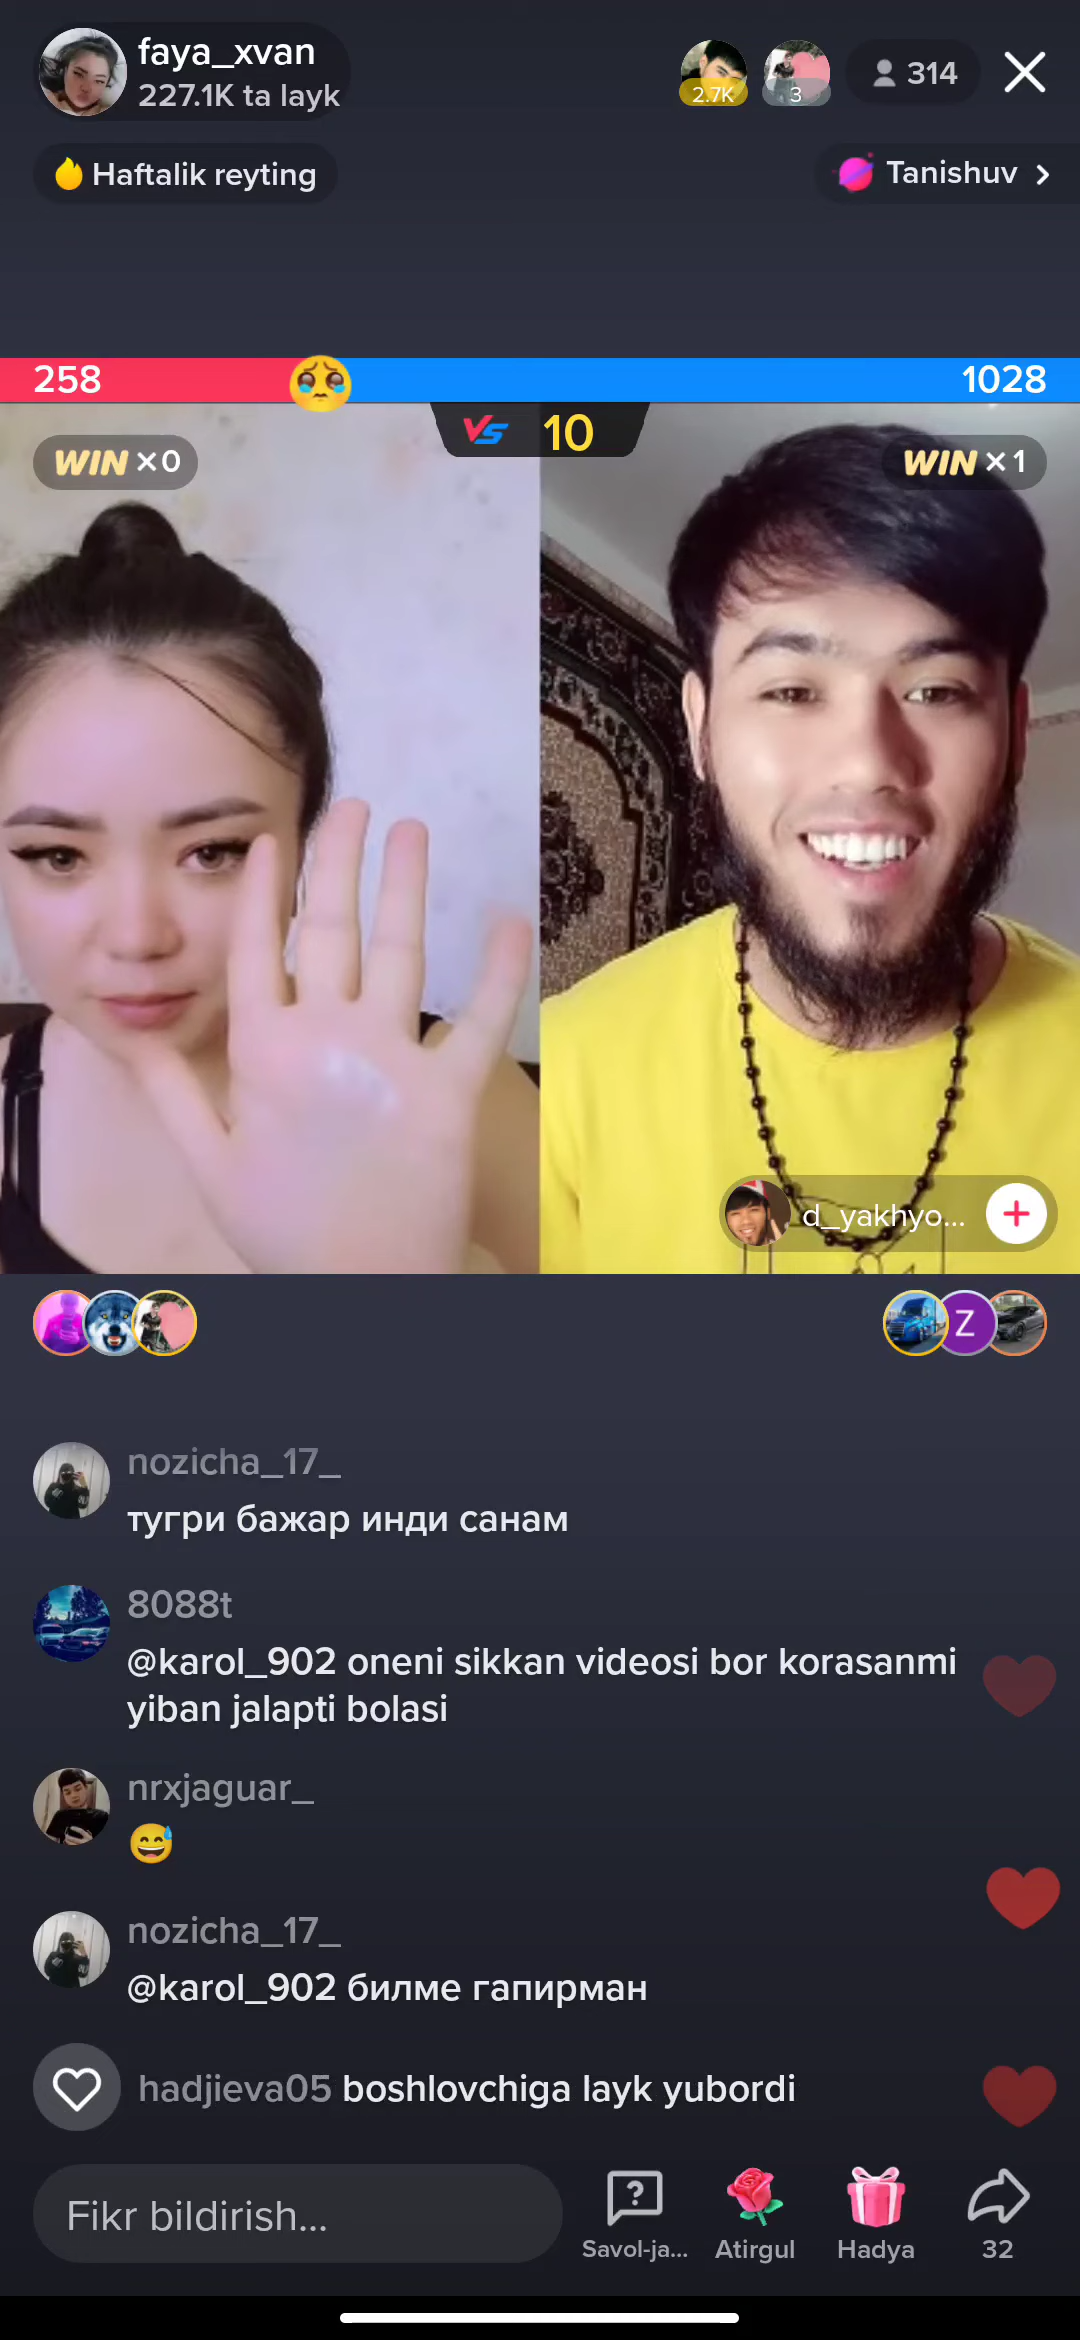 faya_xvan
227.1K ta layk
2.7K
3
314
Haftalik reyting
Tanishuv
258
1028
VS 10
WIN ×0
WIN ×1
d_yakhyo...
Z
nozicha_17_
тугри бажар инди санам
8088t
@karol_902 oneni sikkan videosi bor korasanmi
yiban jalapti bolasi
nrxjaguar_
nozicha_17_
@karol_902 билме гапирман
hadjieva05 boshlovchiga layk yubordi
Fikr bildirish...
Savol-ja...
Atirgul
Hadya
32